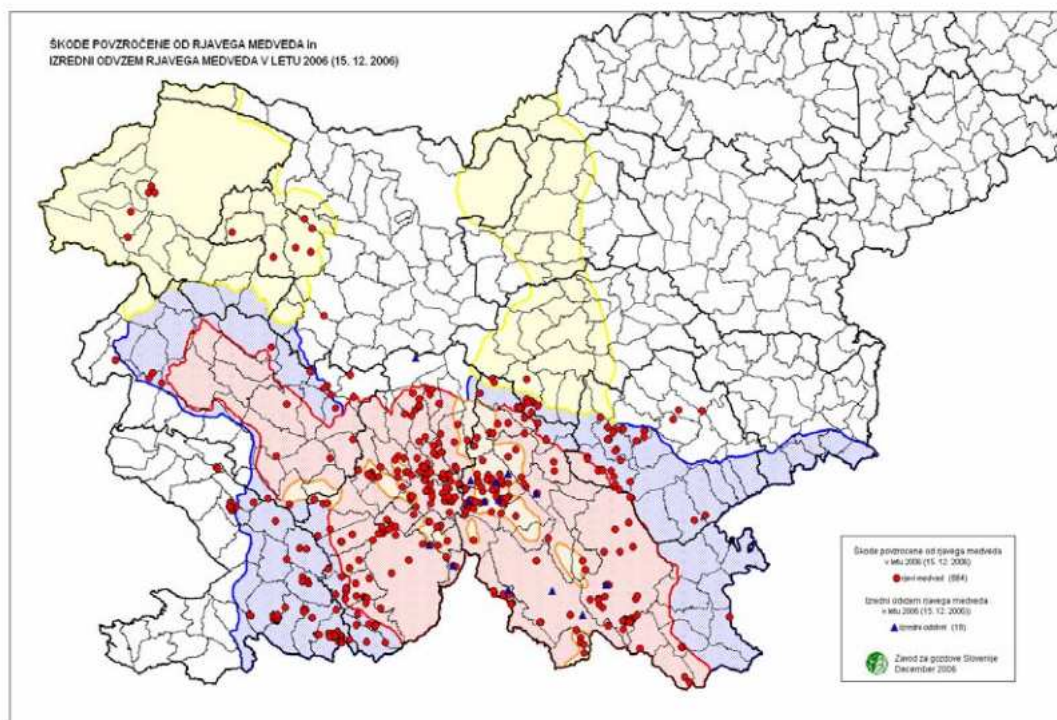 ŠKODE POVZROČENE OD RJAVEGA MEDVEDA in
IZREDNI ODVZEM RJAVEGA MEDVEDA V LETU 2006 (15. 12. 2006)
Škode povzročene od rjavega medveda
v letu 2006 (15. 12. 2006)
rjavi medved (664)
Izredni odvzem rjavega medveda
v letu 2006 (15.12. 2006))
izredni odstrel (18)
Zavod za gozdove Slovenije
December 2006